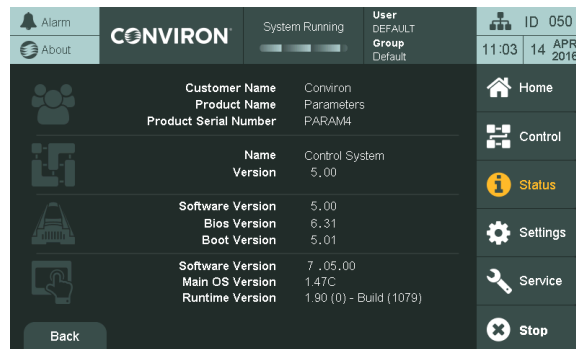 Alarm
About
CONVIRON
System Running
User
DEFAULT
Group
Default
ID 050
11:03 14 APR 2016
Customer Name Conviron
Product Name Parameters
Product Serial Number PARAM4
Name Control System
Version 5.00
Software Version 5.00
Bios Version 6.31
Boot Version 5.01
Software Version 7 .05.00
Main OS Version 1.47C
Runtime Version 1.90 (0) - Build (1079)
Back
Home
Control
Status
Settings
Service
Stop